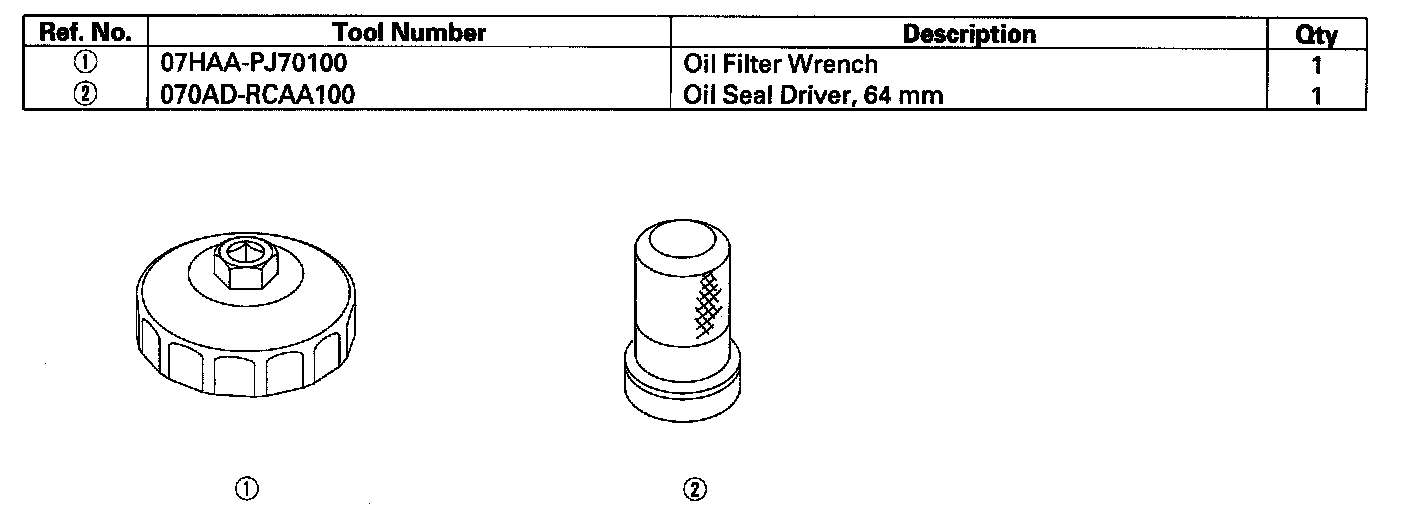 Ref. No. Tool Number Description Qty
① 07HAA-PJ70100 Oil Filter Wrench 1
② 070AD-RCAA100 Oil Seal Driver, 64 mm 1
① ②